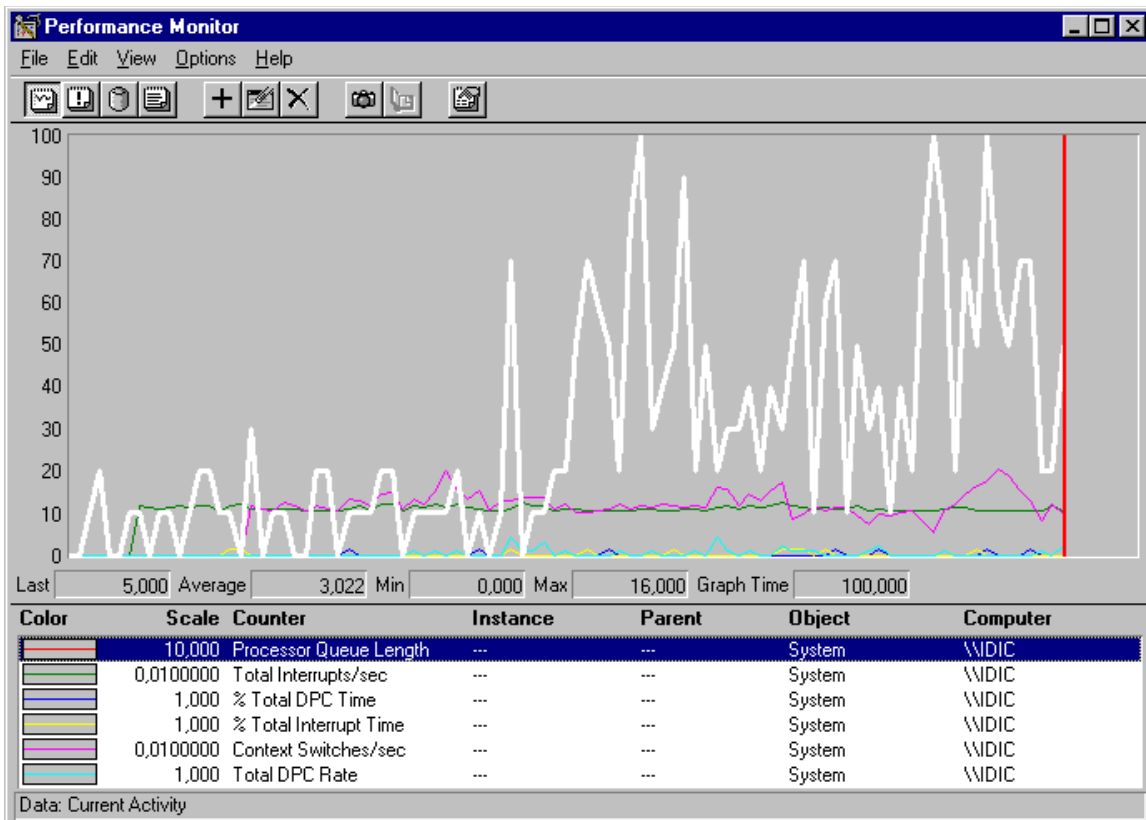 Performance Monitor
File Edit View Options Help
100
90
80
70
60
50
40
30
20
10
0
Last 5,000 Average 3,022 Min 0,000 Max 16,000 Graph Time 100,000
Color Scale Counter Instance Parent Object Computer
10,000 Processor Queue Length --- --- System \\IDIC
0,0100000 Total Interrupts/sec --- --- System \\IDIC
1,000 % Total DPC Time --- --- System \\IDIC
1,000 % Total Interrupt Time --- --- System \\IDIC
0,0100000 Context Switches/sec --- --- System \\IDIC
1,000 Total DPC Rate --- --- System \\IDIC
Data: Current Activity